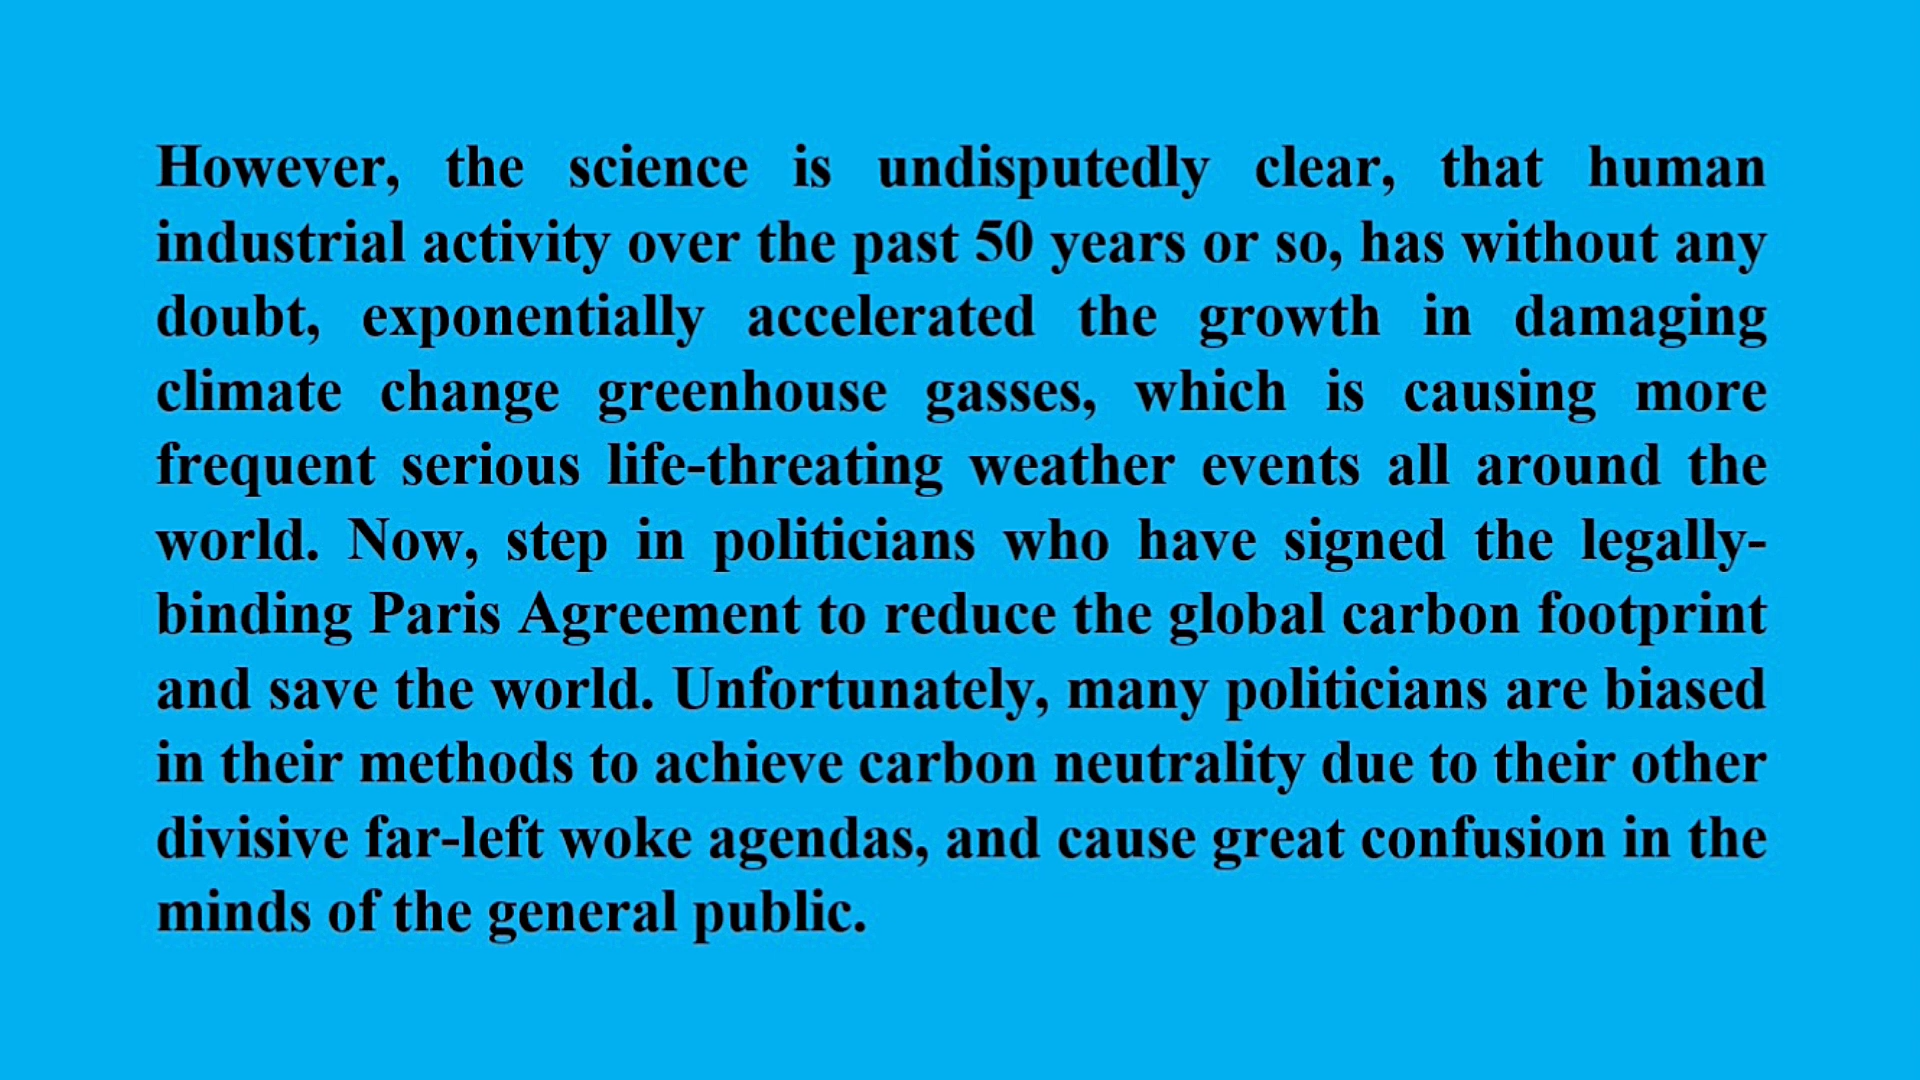 However, the science is undisputedly clear, that human
industrial activity over the past 50 years or so, has without any
doubt, exponentially accelerated the growth in damaging
climate change greenhouse gasses, which is causing more
frequent serious life-threating weather events all around the
world. Now, step in politicians who have signed the legally-
binding Paris Agreement to reduce the global carbon footprint
and save the world. Unfortunately, many politicians are biased
in their methods to achieve carbon neutrality due to their other
divisive far-left woke agendas, and cause great confusion in the
minds of the general public.